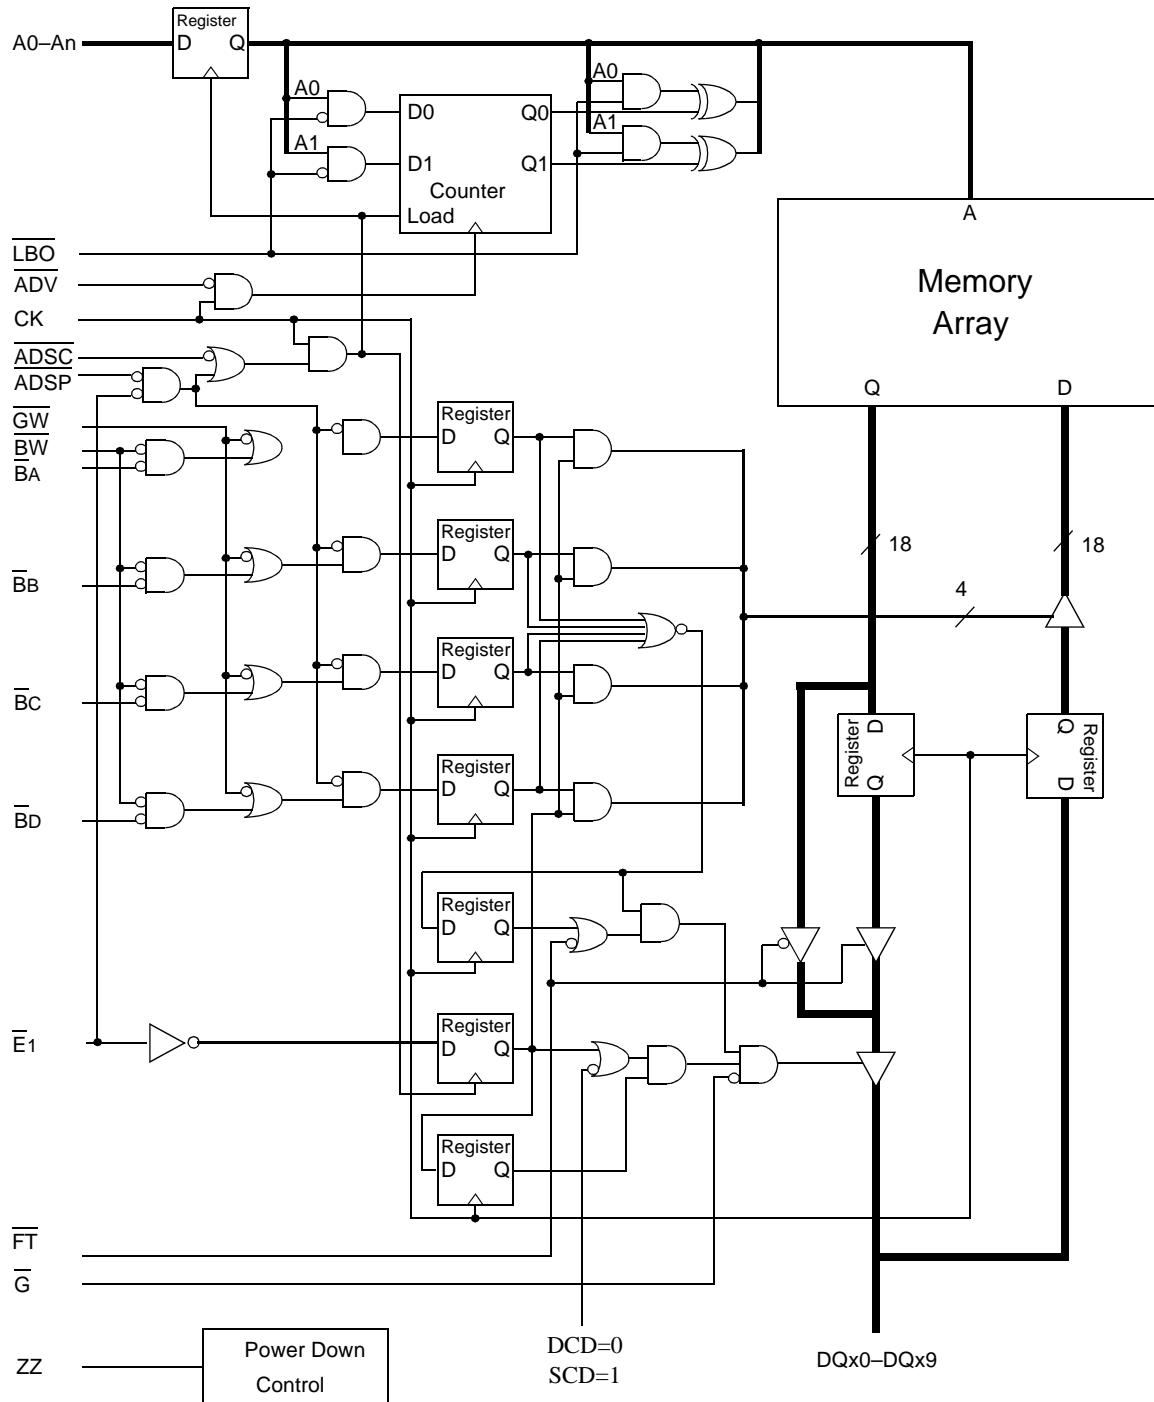 Register
A0–An
D Q
A0
A0
D0
Q0
A1
A1
D1
Q1
Counter
Load
A
LBO
ADV
Memory
CK
Array
ADSC
ADSP
Q
D
GW
Register
BW
D Q
BA
Register
D Q
18
18
BB
4
Register
D Q
BC
Register
D
Q
Register
Q
D
Register
Register
D Q
BD
Register
D Q
Register
E1
D Q
Register
D Q
FT
G
DCD=0
Power Down
ZZ
DQx0–DQx9
SCD=1
Control